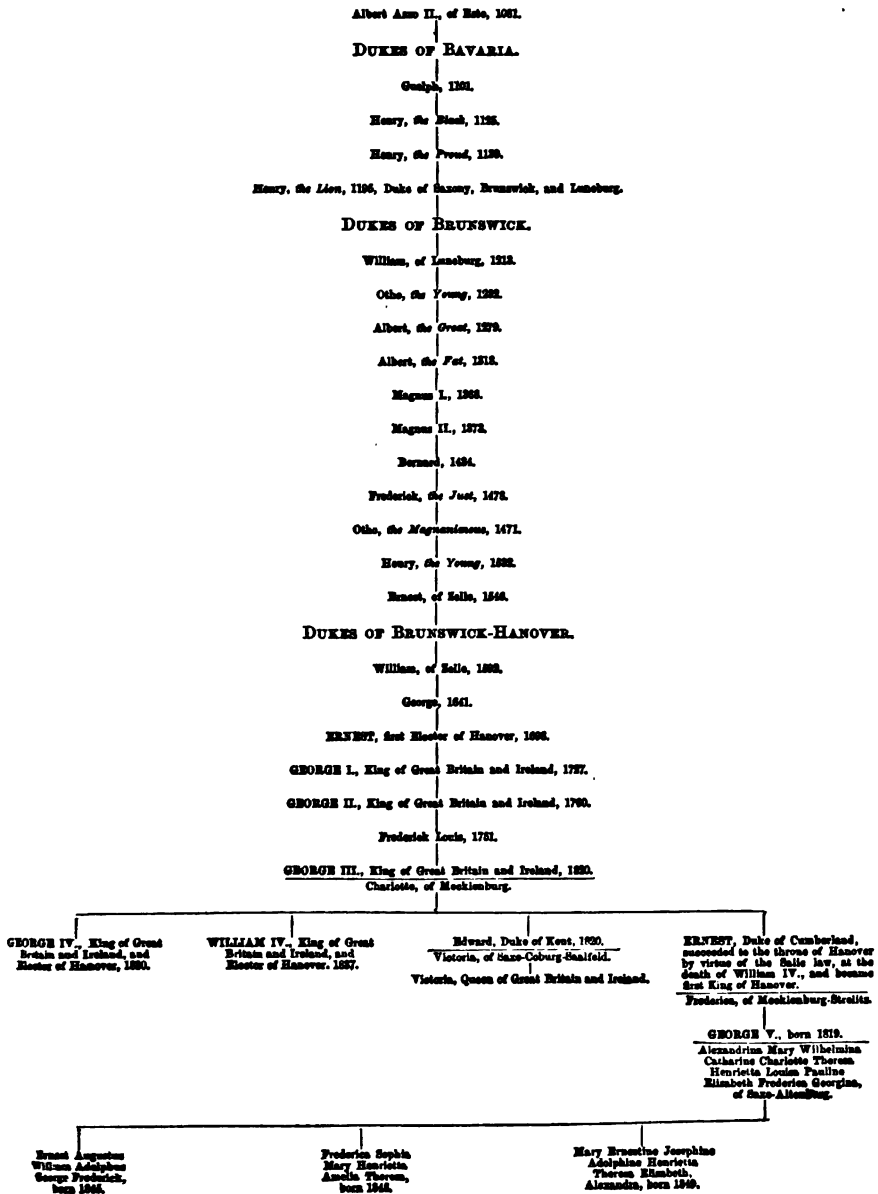 Albert Azzo II., of Este, 1061.
DUKES OF BAVARIA.
Guelph, 1101.
Henry, the Black, 1125.
Henry, the Proud, 1139.
Henry, the Lion, 1195, Duke of Saxony, Brunswick, and Luneburg.
DUKES OF BRUNSWICK.
William, of Luneburg, 1213.
Otho, the Young, 1252.
Albert, the Great, 1279.
Albert, the Fat, 1318.
Magnus I., 1368.
Magnus II., 1373.
Bernard, 1434.
Frederick, the Just, 1478.
Otho, the Magnanimous, 1471.
Henry, the Young, 1532.
Ernest, of Zelle, 1546.
DUKES OF BRUNSWICK-HANOVER.
William, of Zelle, 1592.
George, 1641.
ERNEST, first Elector of Hanover, 1698.
GEORGE I., King of Great Britain and Ireland, 1727.
GEORGE II., King of Great Britain and Ireland, 1760.
Frederick Louis, 1751.
GEORGE III., King of Great Britain and Ireland, 1820.
Charlotte, of Mecklenburg.
GEORGE IV., King of Great
Britain and Ireland, and
Elector of Hanover, 1830.
WILLIAM IV., King of Great
Britain and Ireland, and
Elector of Hanover. 1837.
Edward, Duke of Kent, 1820.
Victoria, of Saxe-Coburg-Saalfeld.
Victoria, Queen of Great Britain and Ireland.
ERNEST, Duke of Cumberland,
succeeded to the throne of Hanover
by virtue of the Salic law, at the
death of William IV., and became
first King of Hanover.
Frederica, of Mecklenburg-Strelitz.
GEORGE V., born 1819.
Alexandrina Mary Wilhelmina
Catharine Charlotte Theresa
Henrietta Louisa Pauline
Elizabeth Frederica Georgina,
of Saxe-Altenburg.
Ernest Augustus
William Adolphus
George Frederick,
born 1845.
Frederica Sophia
Mary Henrietta
Amelia Theresa,
born 1848.
Mary Ernestine Josephine
Adolphine Henrietta
Theresa Elizabeth,
Alexandra, born 1849.